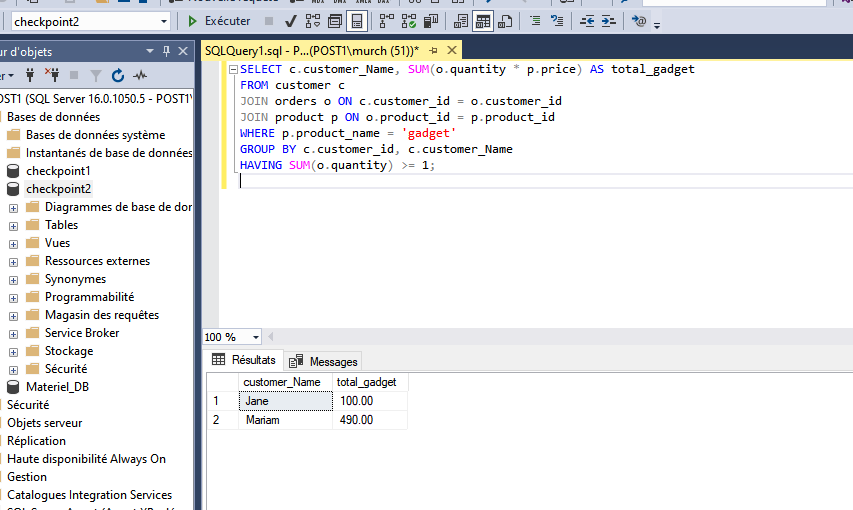 checkpoint2
Exécuter
SQLQuery1.sql - P...(POST1\murch (51))*
ur d'objets
SELECT c.customer_Name, SUM(o.quantity * p.price) AS total_gadget
FROM customer c
JOIN orders o ON c.customer_id = o.customer_id
JOIN product p ON o.product_id = p.product_id
WHERE p.product_name = 'gadget'
GROUP BY c.customer_id, c.customer_Name
HAVING SUM(o.quantity) >= 1;
OST1 (SQL Server 16.0.1050.5 - POST1\
Bases de données
Bases de données système
Instantanés de base de données
checkpoint1
checkpoint2
Diagrammes de base de dor
Tables
Vues
Ressources externes
Synonymes
Programmabilité
Magasin des requêtes
Service Broker
Stockage
Sécurité
Materiel_DB
Sécurité
Objets serveur
Réplication
Haute disponibilité Always On
Gestion
Catalogues Integration Services
100 %
Résultats
Messages
customer_Name total_gadget
1 Jane 100.00
2 Mariam 490.00